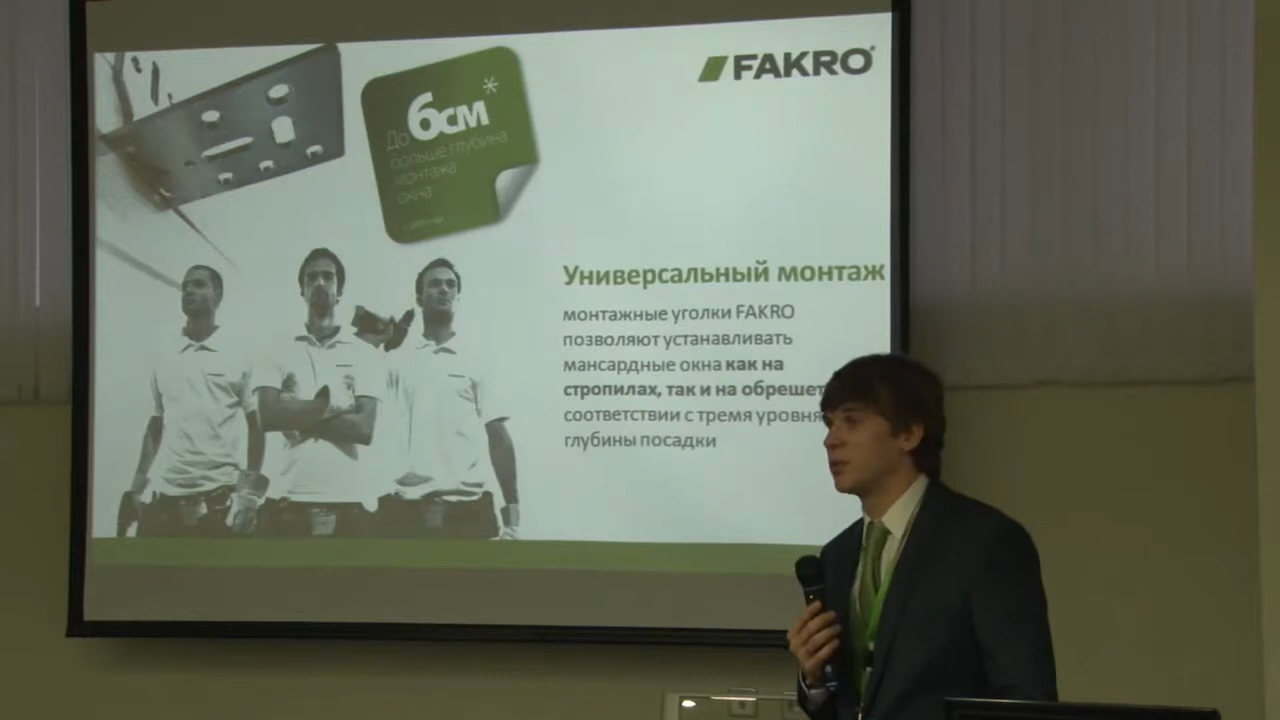 FAKRO
До 6см*
больше глубина
монтажа
окна
Универсальный монтаж
монтажные уголки FAKRO
позволяют устанавливать
мансардные окна как на
стропилах, так и на обрешет
соответствии с тремя уровня
глубины посадки